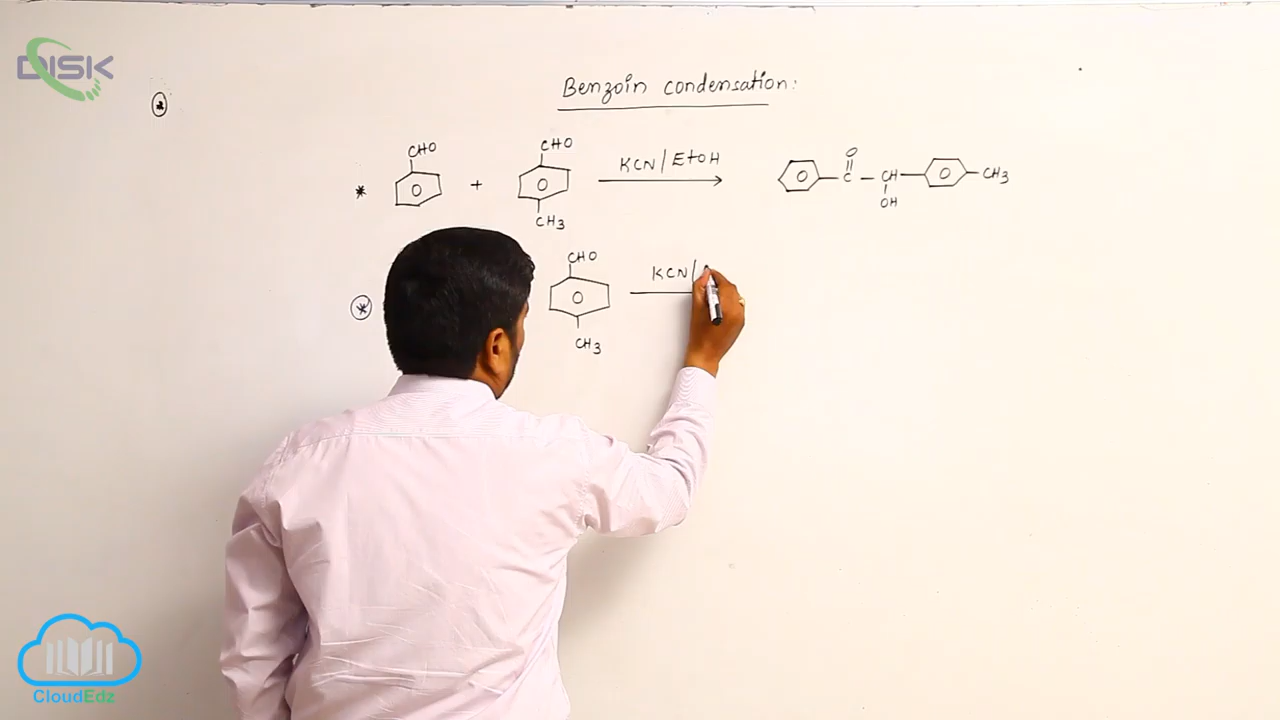 DISK
Benzoin condensation:
CHO CHO
* + KCN/EtOH O
C - CH - CH3
OH
CH3
CHO
* KCN/
CH3
CloudEdz